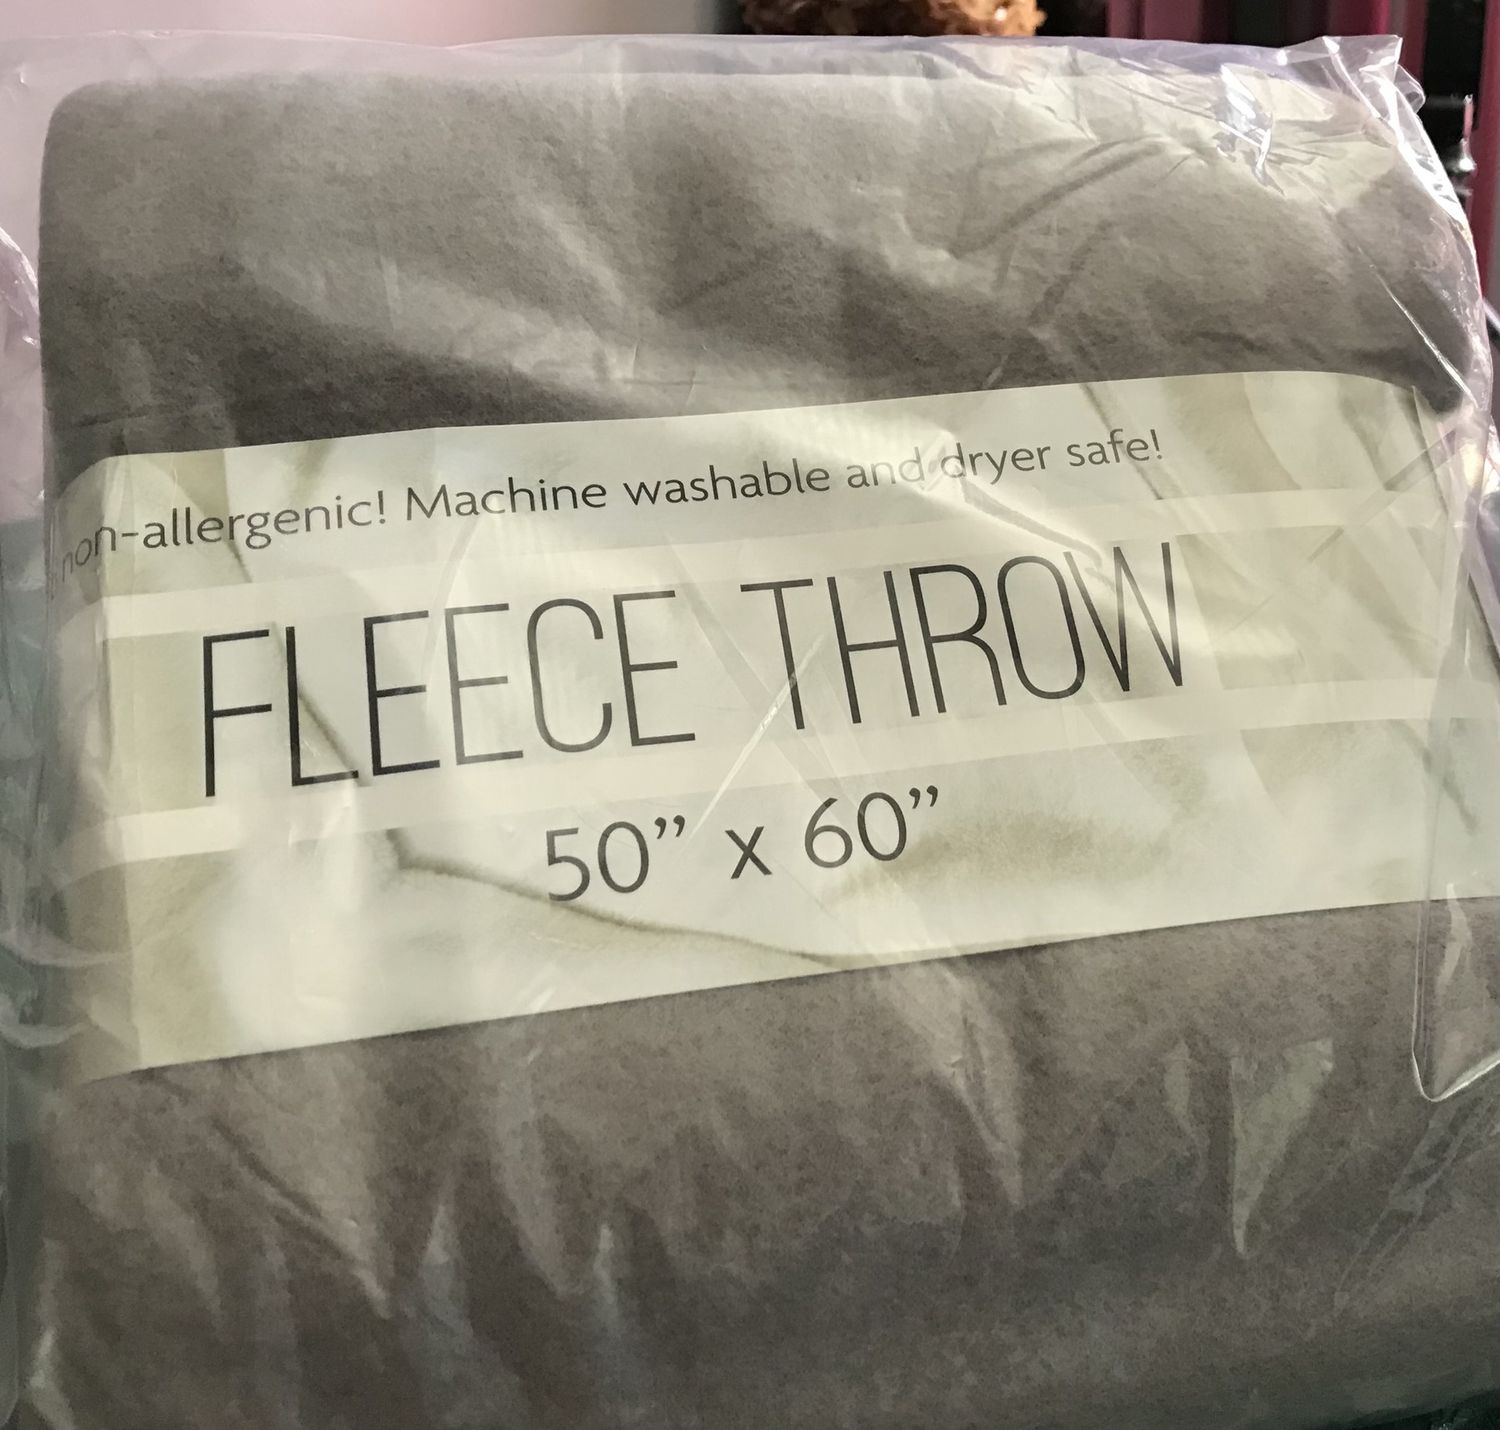 non-allergenic! Machine washable and dryer safe!
FLEECE THROW
50” x 60”